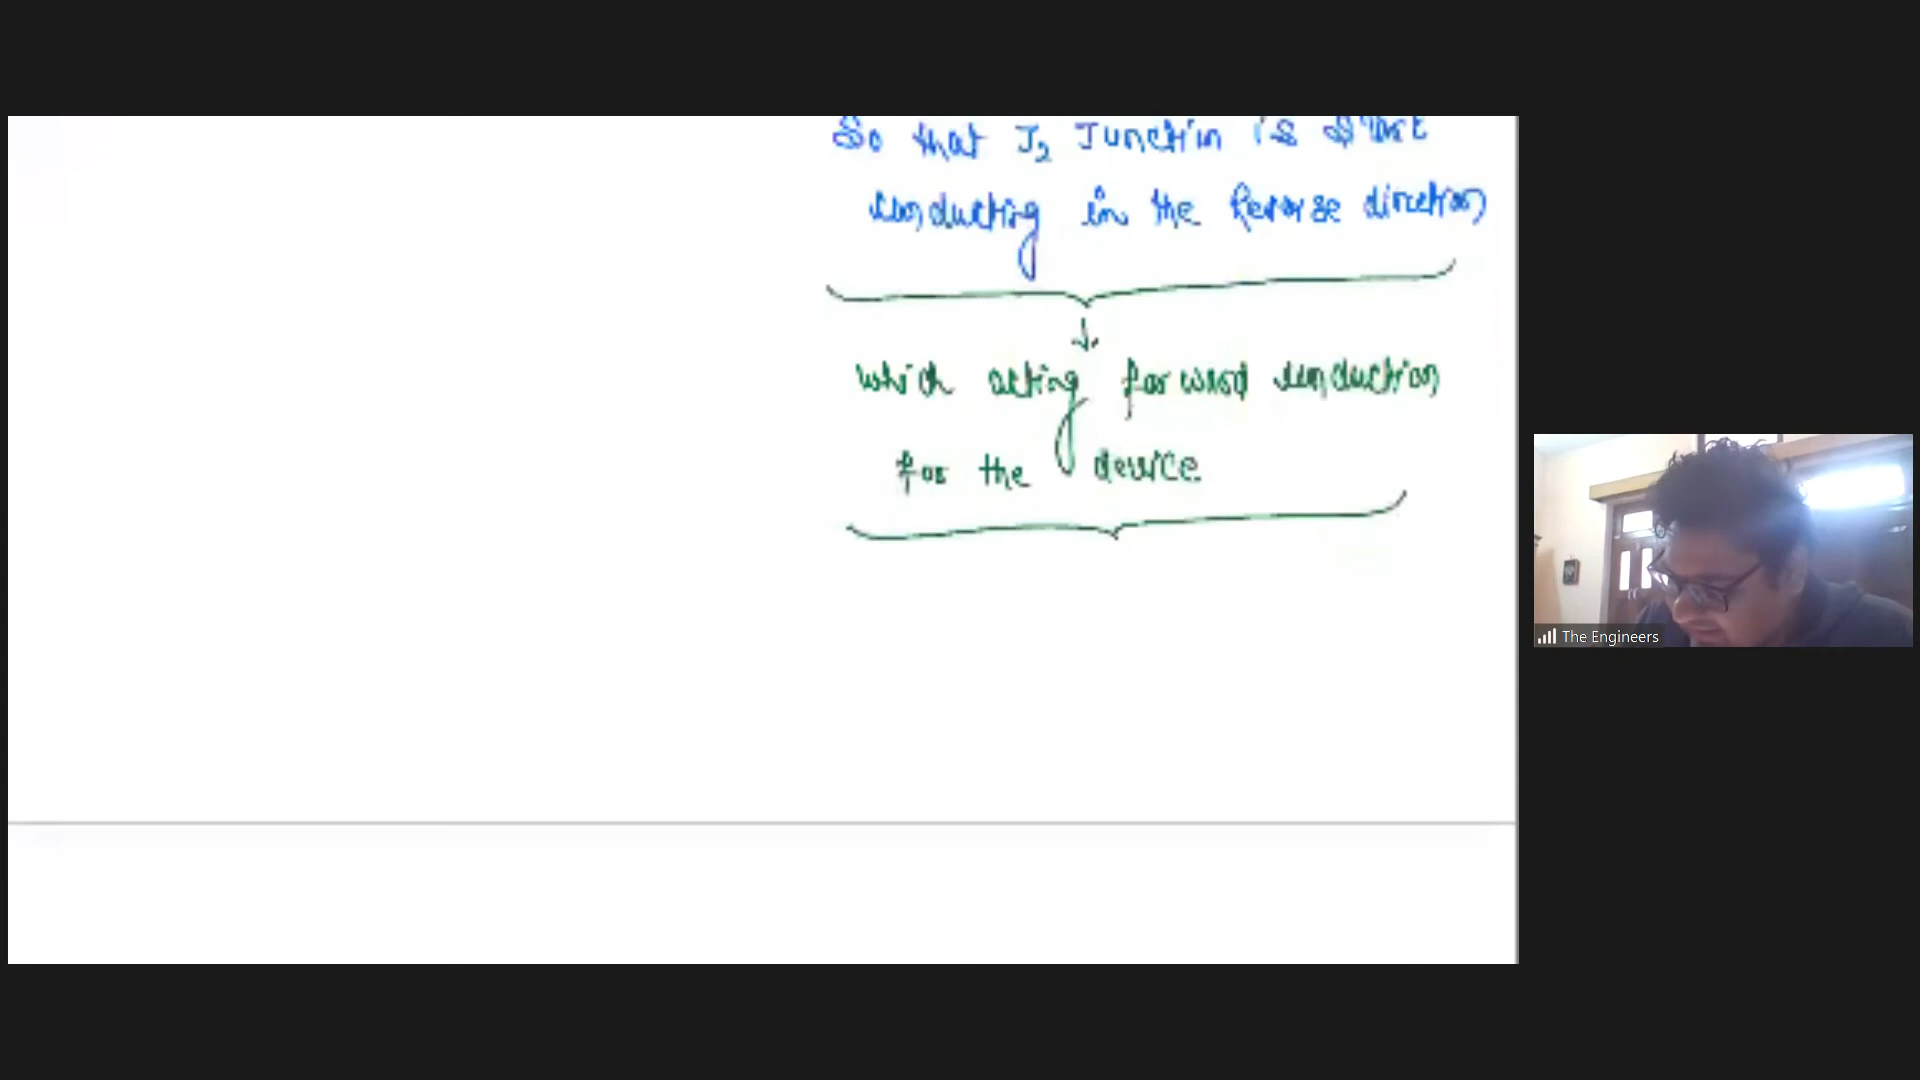 So that J2 Junction is start
conducting in the Reverse direction
which acting forward conduction
for the device
The Engineers